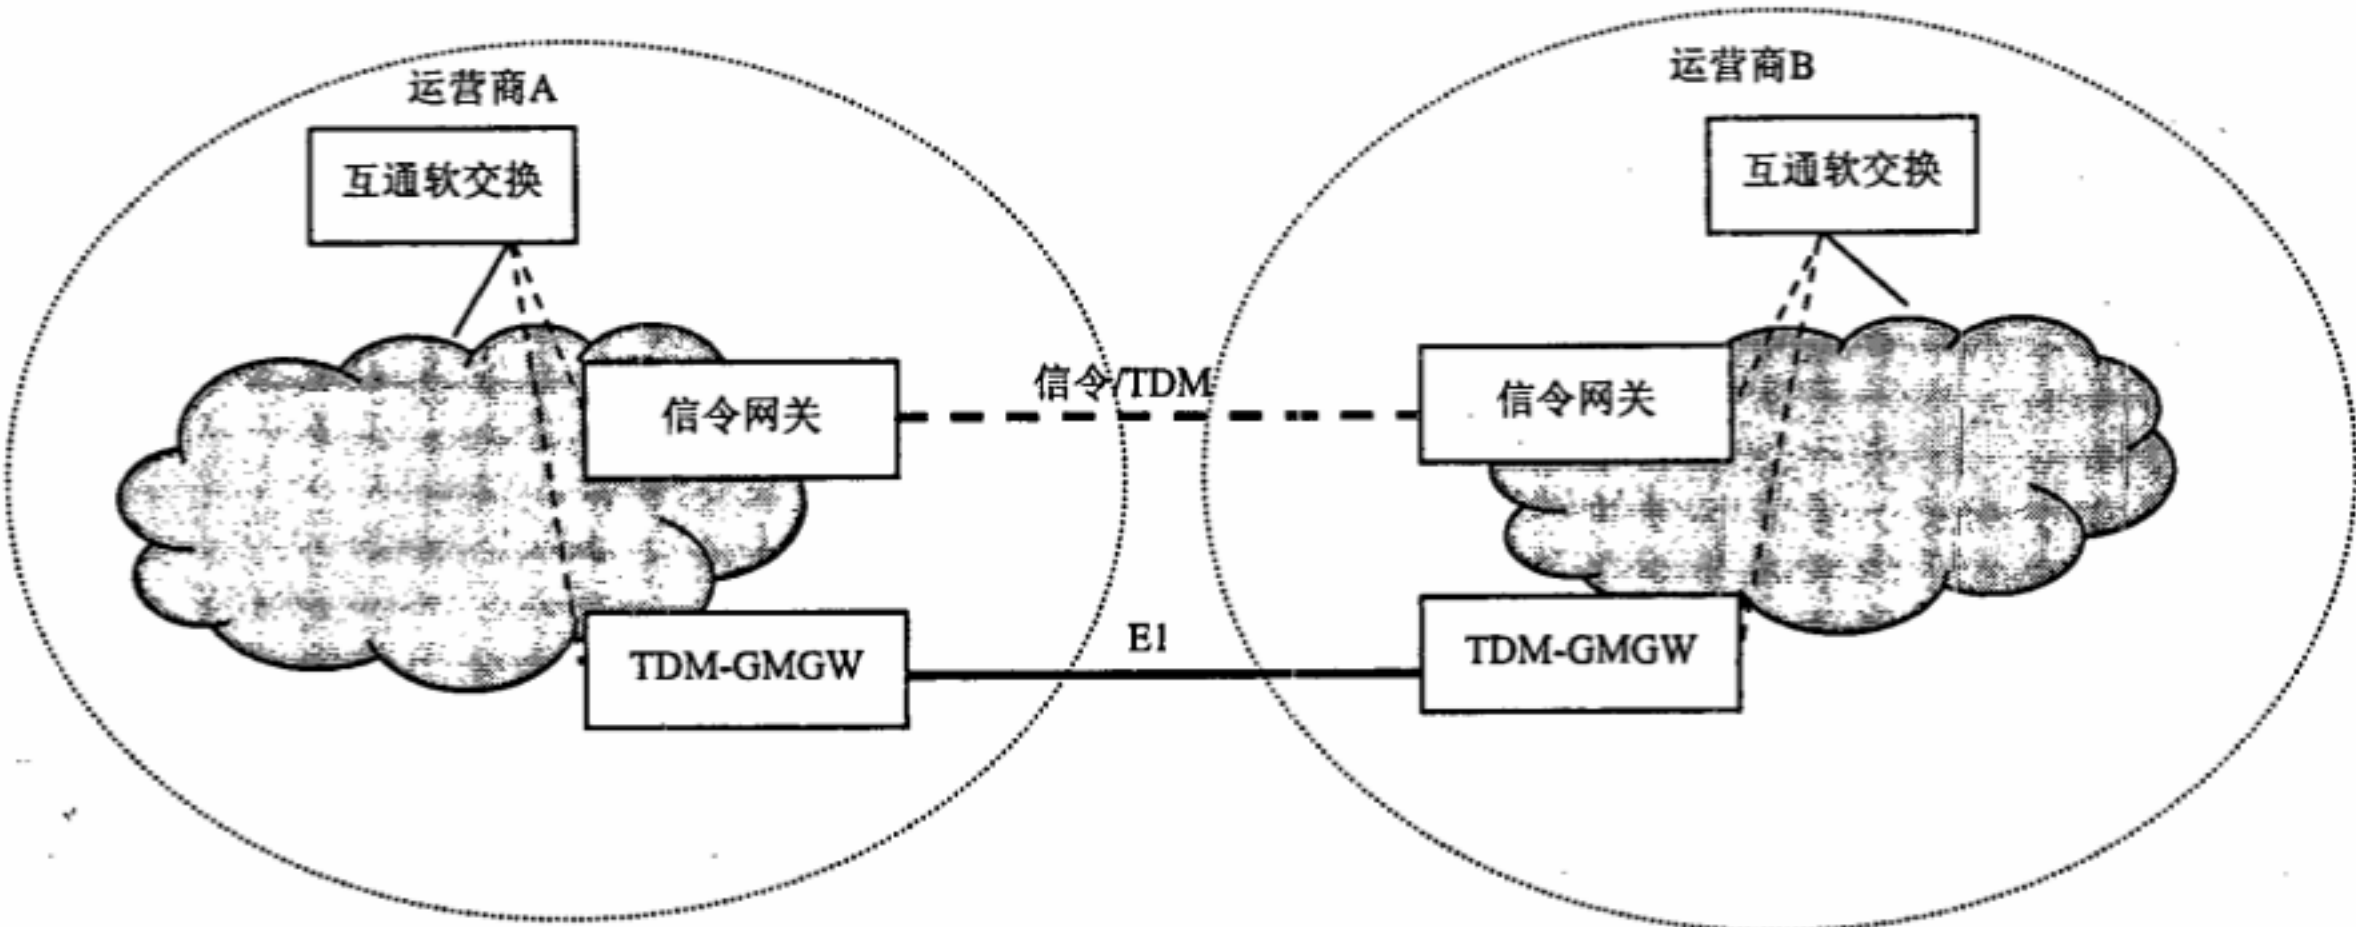 运营商A
运营商B
互通软交换
互通软交换
信令网关
信令/TDM
信令网关
TDM-GMGW
E1
TDM-GMGW